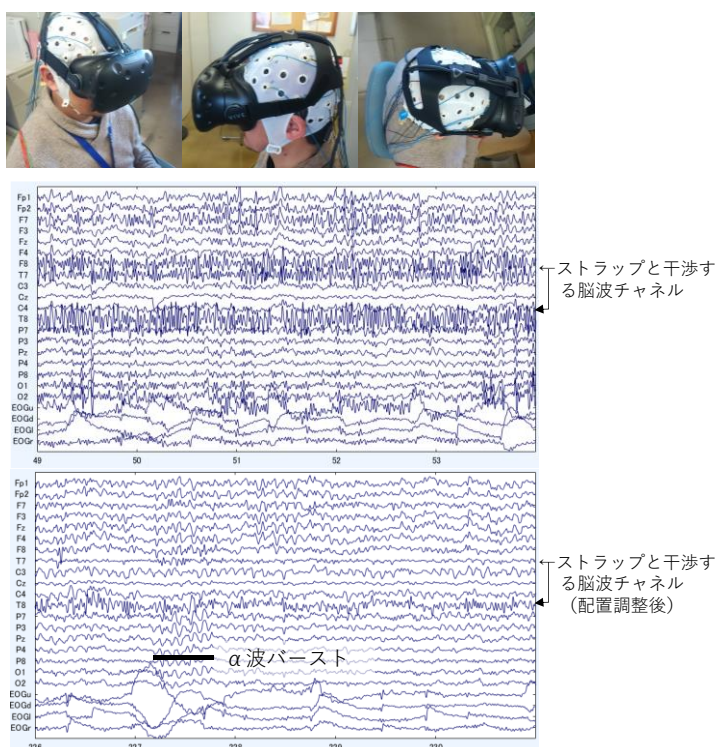 Fp1
Fp2
F7
F3
Fz
F4
F8
T7
C3
Cz
C4
T8
P7
P3
Pz
P4
P8
O1
O2
EOGu
EOGd
EOGl
EOGr
49
50
51
52
53
←ストラップと干渉す
る脳波チャネル
Fp1
Fp2
F7
F3
Fz
F4
F8
T7
C3
Cz
C4
T8
P7
P3
Pz
P4
P8
O1
O2
EOGu
EOGd
EOGl
EOGr
α波バースト
←ストラップと干渉す
る脳波チャネル
（配置調整後）